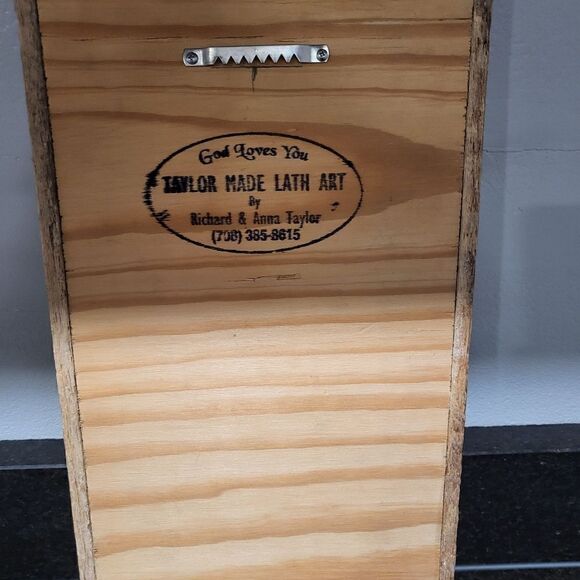 God Loves You
TAYLOR MADE LATH ART
By
Richard & Anna Taylor
(708) 385-8615